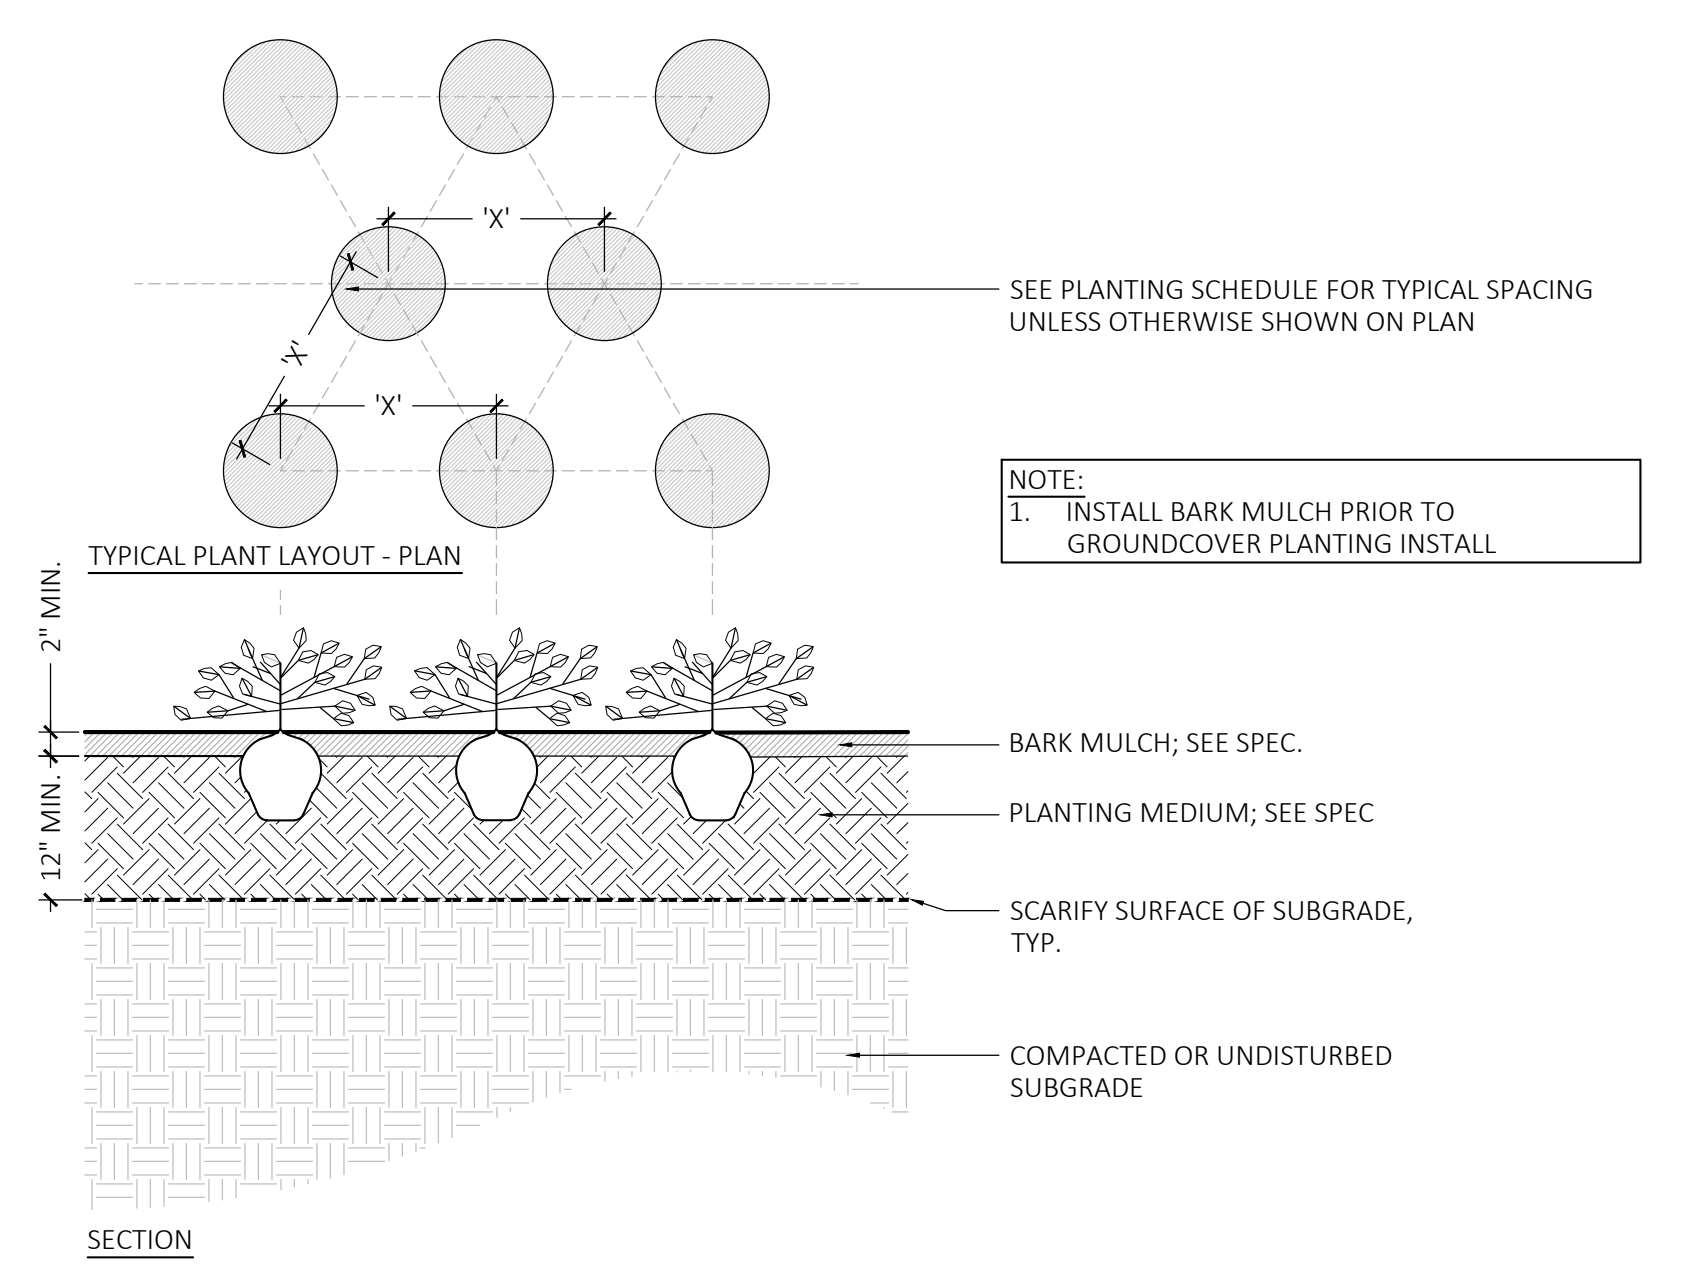 'X'
SEE PLANTING SCHEDULE FOR TYPICAL SPACING
UNLESS OTHERWISE SHOWN ON PLAN
'X'
'X'
NOTE:
1. INSTALL BARK MULCH PRIOR TO
GROUNDCOVER PLANTING INSTALL
TYPICAL PLANT LAYOUT - PLAN
2" MIN.
BARK MULCH; SEE SPEC.
12" MIN.
PLANTING MEDIUM; SEE SPEC
SCARIFY SURFACE OF SUBGRADE,
TYP.
COMPACTED OR UNDISTURBED
SUBGRADE
SECTION